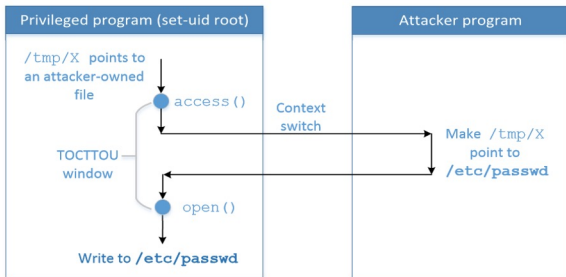 Privileged program (set-uid root)
Attacker program
/tmp/X points to
an attacker-owned
file
access()
Context
switch
TOCTTOU
window
Make /tmp/X
point to
/etc/passwd
open()
Write to /etc/passwd